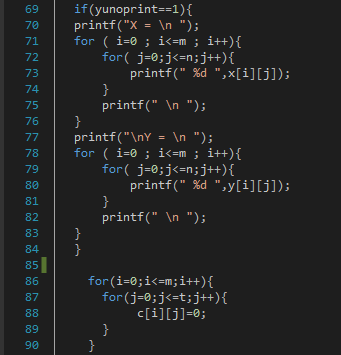 69 if(yunoprint==1){
70 printf("X = \n ");
71 for ( i=0 ; i<=m ; i++){
72 for( j=0;j<=n;j++){
73 printf(" %d ",x[i][j]);
74 }
75 printf(" \n ");
76 }
77 printf("\nY = \n ");
78 for ( i=0 ; i<=m ; i++){
79 for( j=0;j<=n;j++){
80 printf(" %d ",y[i][j]);
81 }
82 printf(" \n ");
83 }
84 }
85
86 for(i=0;i<=m;i++){
87 for(j=0;j<=t;j++){
88 c[i][j]=0;
89 }
90 }